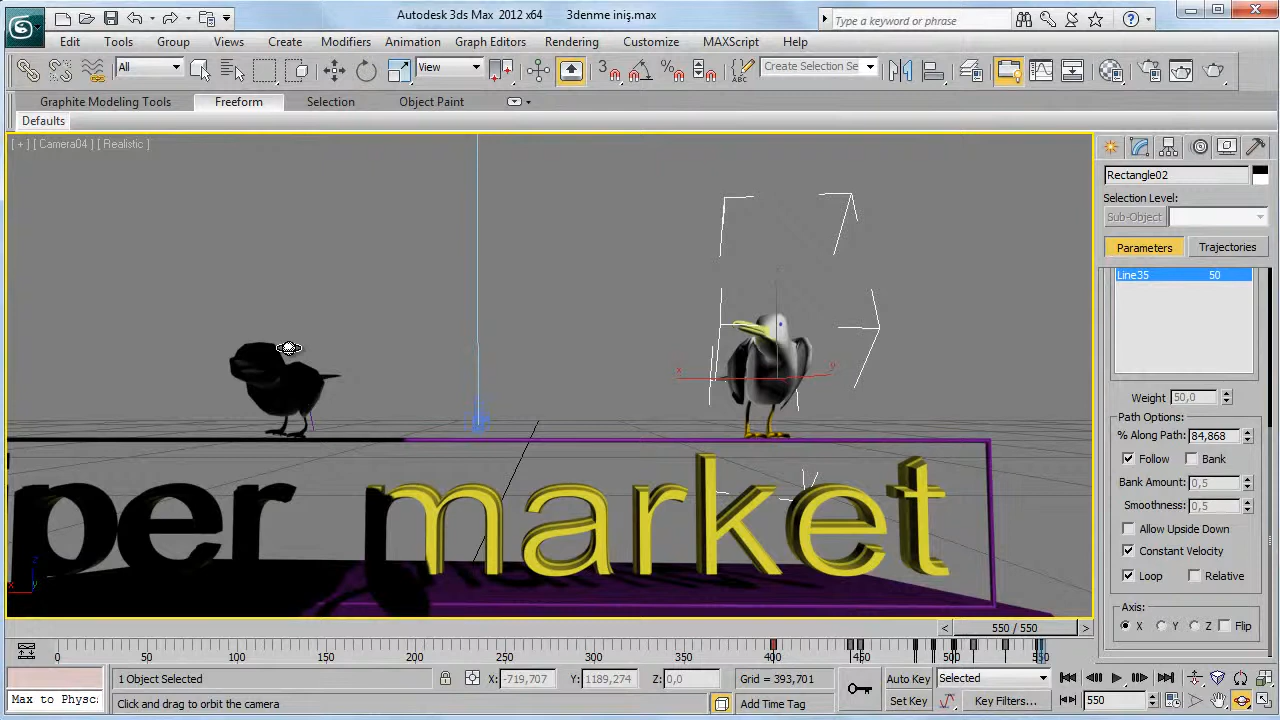 Autodesk 3ds Max 2012 x64 3denme iniş.max
Type a keyword or phrase
Edit Tools Group Views Create Modifiers Animation Graph Editors Rendering Customize MAXScript Help
All
View
3
ABC
Create Selection Se
Graphite Modeling Tools Freeform Selection Object Paint
Defaults
[ + ] [ Camera04 ] [ Realistic ]
Rectangle02
Selection Level:
Sub-Object
Parameters Trajectories
Line35 50
Weight 50,0
Path Options:
% Along Path: 84,868
Follow Bank
Bank Amount: 0,5
Smoothness: 0,5
Allow Upside Down
Constant Velocity
Loop Relative
Axis:
X Y Z Flip
x
per market
z
x
550 / 550
0 50 100 150 200 250 300 350 400 450 500 550
1 Object Selected
X: -719,707 Y: 1189,274 Z: 0,0
Grid = 393,701
Auto Key Selected
Max to Physc
Click and drag to orbit the camera
Add Time Tag
Set Key Key Filters...
550